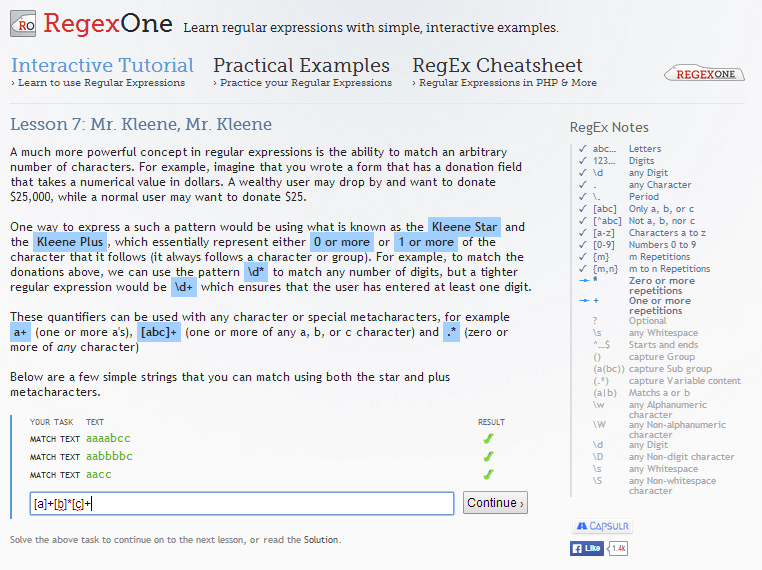 RO RegexOne Learn regular expressions with simple, interactive examples.
Interactive Tutorial Practical Examples RegEx Cheatsheet
› Learn to use Regular Expressions › Practice your Regular Expressions › Regular Expressions in PHP & More
REGEXONE
Lesson 7: Mr. Kleene, Mr. Kleene
A much more powerful concept in regular expressions is the ability to match an arbitrary
number of characters. For example, imagine that you wrote a form that has a donation field
that takes a numerical value in dollars. A wealthy user may drop by and want to donate
$25,000, while a normal user may want to donate $25.
One way to express a such a pattern would be using what is known as the Kleene Star and
the Kleene Plus, which essentially represent either 0 or more or 1 or more of the
character that it follows (it always follows a character or group). For example, to match the
donations above, we can use the pattern \d* to match any number of digits, but a tighter
regular expression would be \d+ which ensures that the user has entered at least one digit.
These quantifiers can be used with any character or special metacharacters, for example
a+ (one or more a's), [abc]+ (one or more of any a, b, or c character) and .* (zero or
more of any character)
Below are a few simple strings that you can match using both the star and plus
metacharacters.
YOUR TASK TEXT RESULT
MATCH TEXT aaaabcc ✓
MATCH TEXT aabbbbc ✓
MATCH TEXT aacc ✓
[a]+[b]*[c]+
Continue ›
Solve the above task to continue on to the next lesson, or read the Solution.
RegEx Notes
✓ abc… Letters
✓ 123… Digits
✓ \d any Digit
✓ . any Character
✓ \. Period
✓ [abc] Only a, b, or c
✓ [^abc] Not a, b, nor c
✓ [a-z] Characters a to z
✓ [0-9] Numbers 0 to 9
✓ {m} m Repetitions
✓ {m,n} m to n Repetitions
* Zero or more
repetitions
+ One or more
repetitions
? Optional
\s any Whitespace
^…$ Starts and ends
() capture Group
(a(bc)) capture Sub group
(.*) capture Variable content
(a|b) Matchs a or b
\w any Alphanumeric
character
\W any Non-alphanumeric
character
\d any Digit
\D any Non-digit character
\s any Whitespace
\S any Non-whitespace
character
CAPSULR
f Like 1.4k